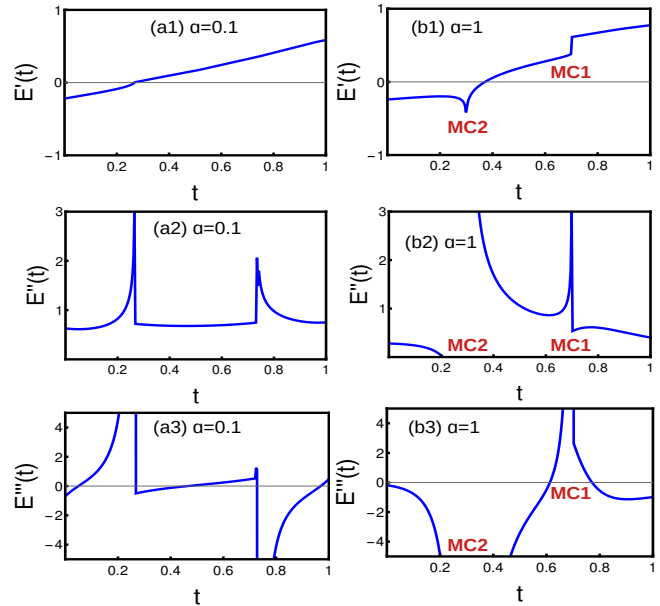 (a1) α=0.1
1
0
-1
E'(t)
0.2 0.4 0.6 0.8 1
t
(b1) α=1
MC1
MC2
1
0
-1
E'(t)
0.2 0.4 0.6 0.8 1
t
(a2) α=0.1
3
2
1
E''(t)
0.2 0.4 0.6 0.8 1
t
(b2) α=1
MC2
MC1
3
2
1
E''(t)
0.2 0.4 0.6 0.8 1
t
(a3) α=0.1
4
2
0
-2
-4
E'''(t)
0.2 0.4 0.6 0.8 1
t
(b3) α=1
MC1
MC2
4
2
0
-2
-4
E'''(t)
0.2 0.4 0.6 0.8 1
t